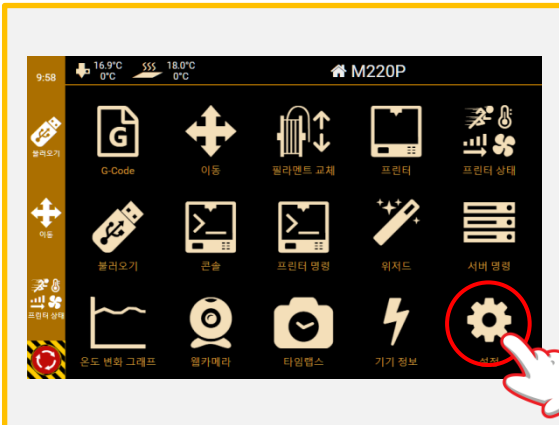 9:58
16.9°C
0°C
18.0°C
0°C
M220P
불러오기
이동
프린터 상태
G
G-Code
이동
필라멘트 교체
프린터
프린터 상태
불러오기
콘솔
프린터 명령
위저드
서버 명령
온도 변화 그래프
웹카메라
타임랩스
기기 정보
설정